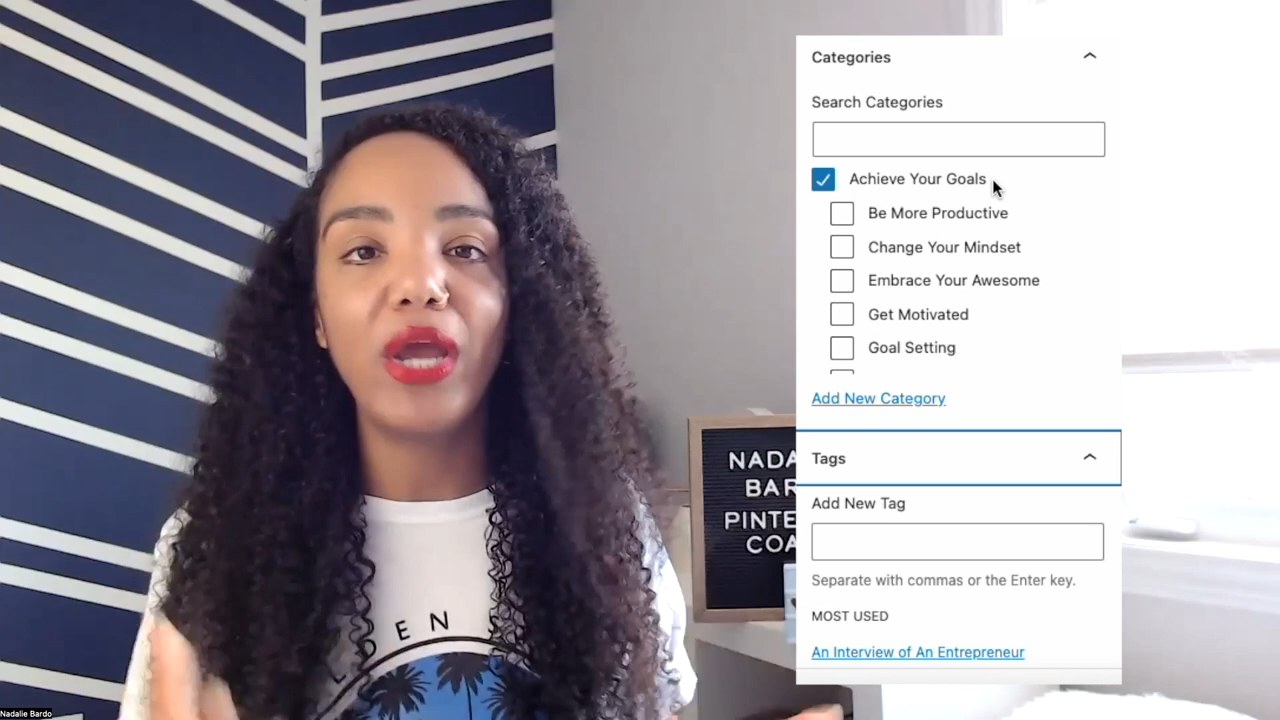 Categories
Search Categories
Achieve Your Goals
Be More Productive
Change Your Mindset
Embrace Your Awesome
Get Motivated
Goal Setting
Add New Category
Tags
Add New Tag
Separate with commas or the Enter key.
MOST USED
An Interview of An Entrepreneur
NADA
BAR
PINTE
COA
LDEN
Nadalie Bardo